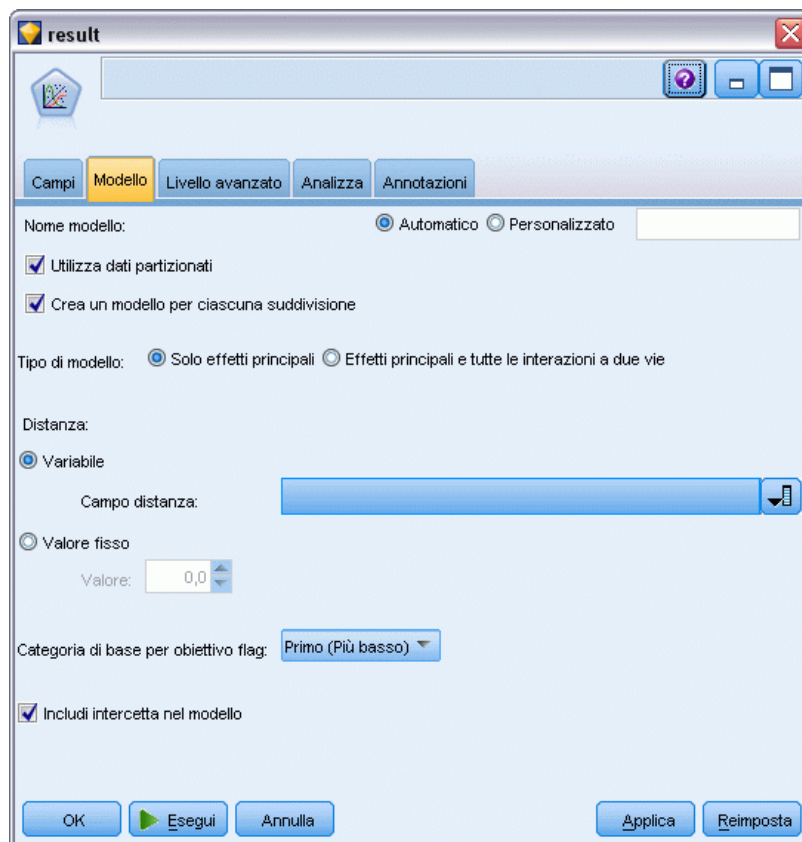 result
?
Campi Modello Livello avanzato Analizza Annotazioni
Nome modello: Automatico Personalizzato
Utilizza dati partizionati
Crea un modello per ciascuna suddivisione
Tipo di modello: Solo effetti principali Effetti principali e tutte le interazioni a due vie
Distanza:
Variabile
Campo distanza:
Valore fisso
Valore: 0,0
Categoria di base per obiettivo flag: Primo (Più basso)
Includi intercetta nel modello
OK Esegui Annulla Applica Reimposta